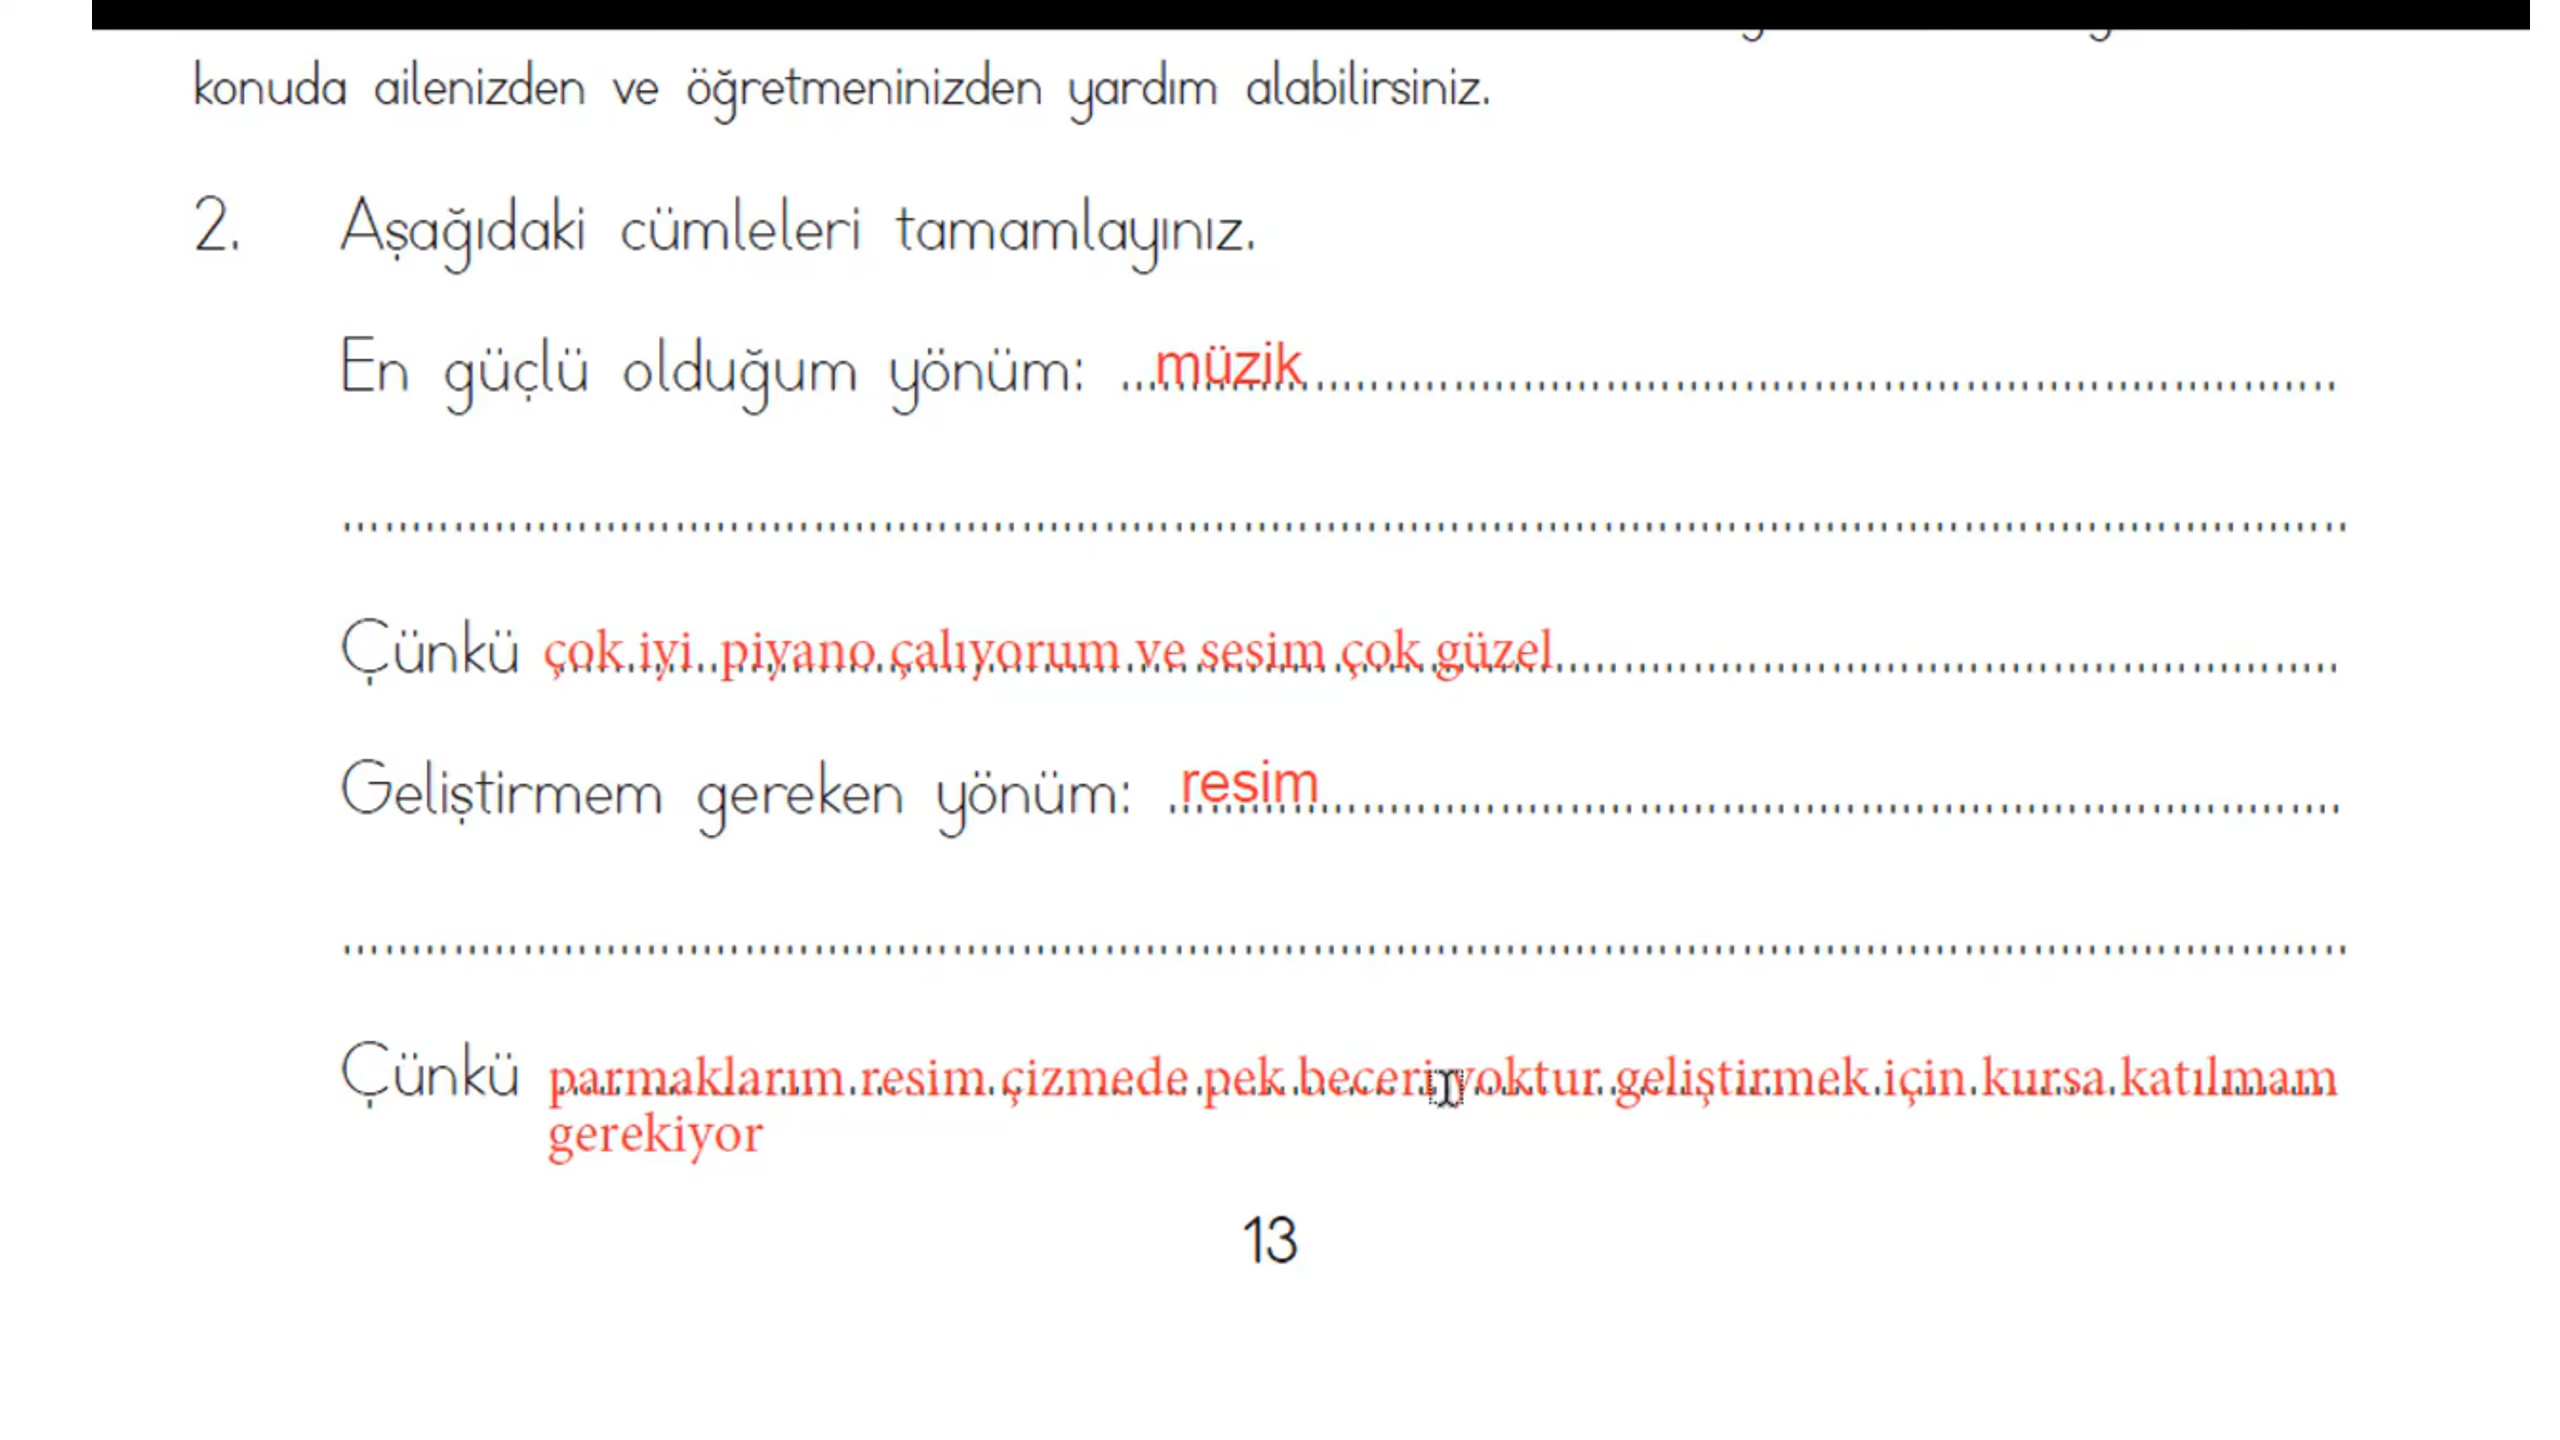 konuda ailenizden ve öğretmeninizden yardım alabilirsiniz.
2. Aşağıdaki cümleleri tamamlayınız.
En güçlü olduğum yönüm: müzik
Çünkü çok iyi piyano çalıyorum ve sesim çok güzel
Geliştirmem gereken yönüm: resim
Çünkü parmaklarım resim çizmede pek beceri yoktur geliştirmek için kursa katılmam
gerekiyor
13